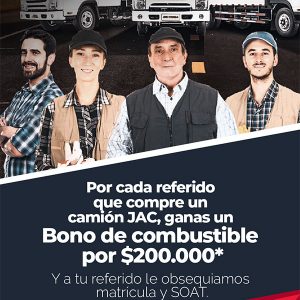 Por cada referido
que compre un
camión JAC, ganas un
Bono de combustible
por $200.000*
Y a tu referido le obsequiamos
matrícula y SOAT.